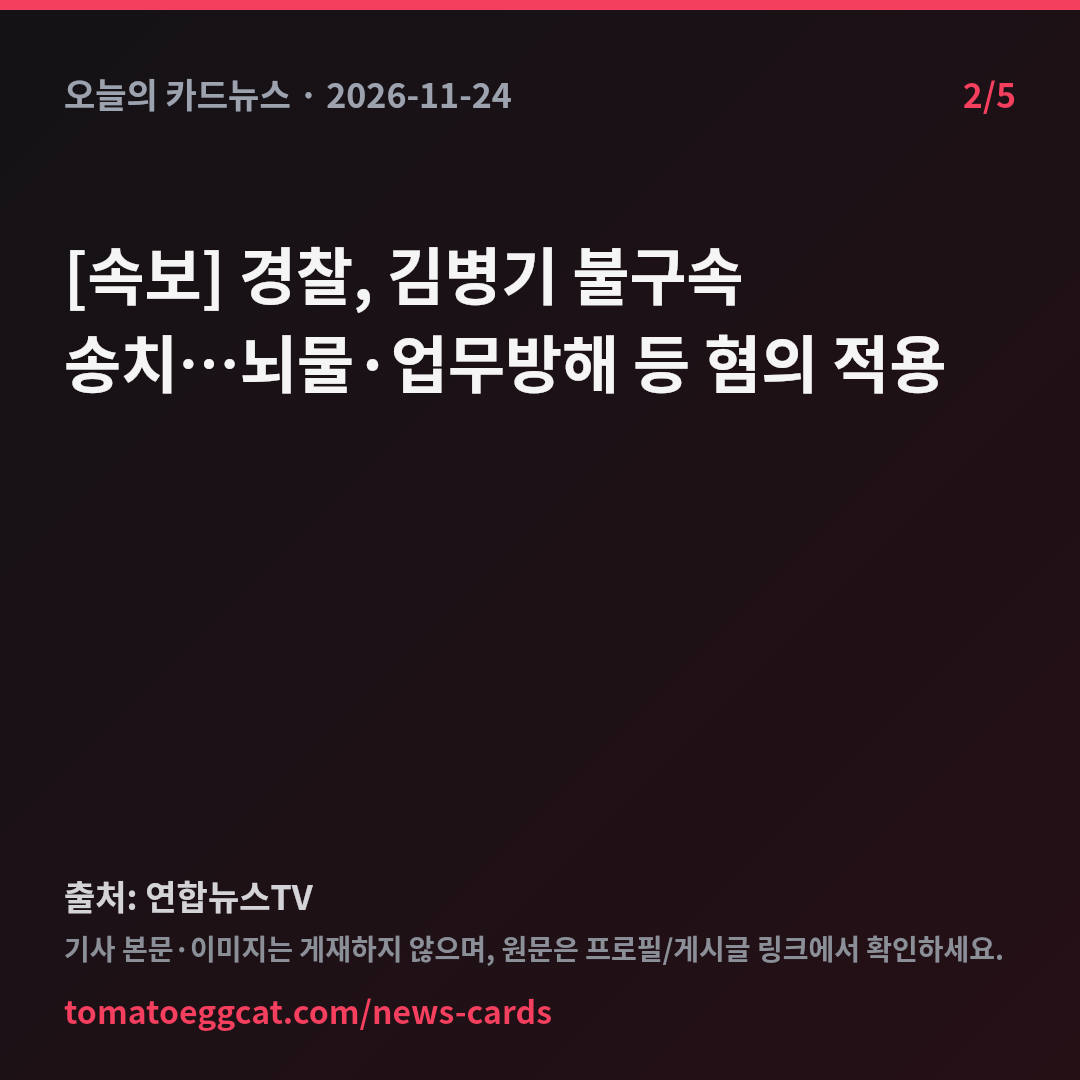 오늘의 카드뉴스 · 2026-11-24
2/5
[속보] 경찰, 김병기 불구속
송치…뇌물·업무방해 등 혐의 적용
출처: 연합뉴스TV
기사 본문·이미지는 게재하지 않으며, 원문은 프로필/게시글 링크에서 확인하세요.
tomatoeggcat.com/news-cards